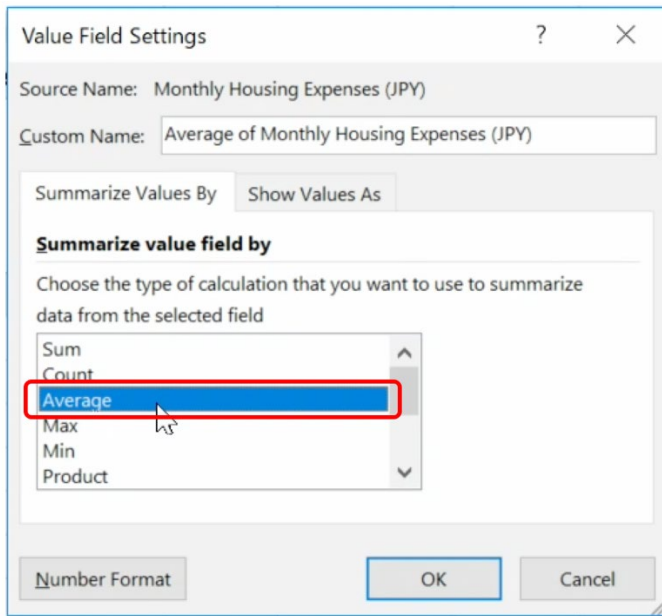 Value Field Settings
Source Name: Monthly Housing Expenses (JPY)
Custom Name: Average of Monthly Housing Expenses (JPY)
Summarize Values By Show Values As
Summarize value field by
Choose the type of calculation that you want to use to summarize
data from the selected field
Sum
Count
Average
Max
Min
Product
Number Format OK Cancel